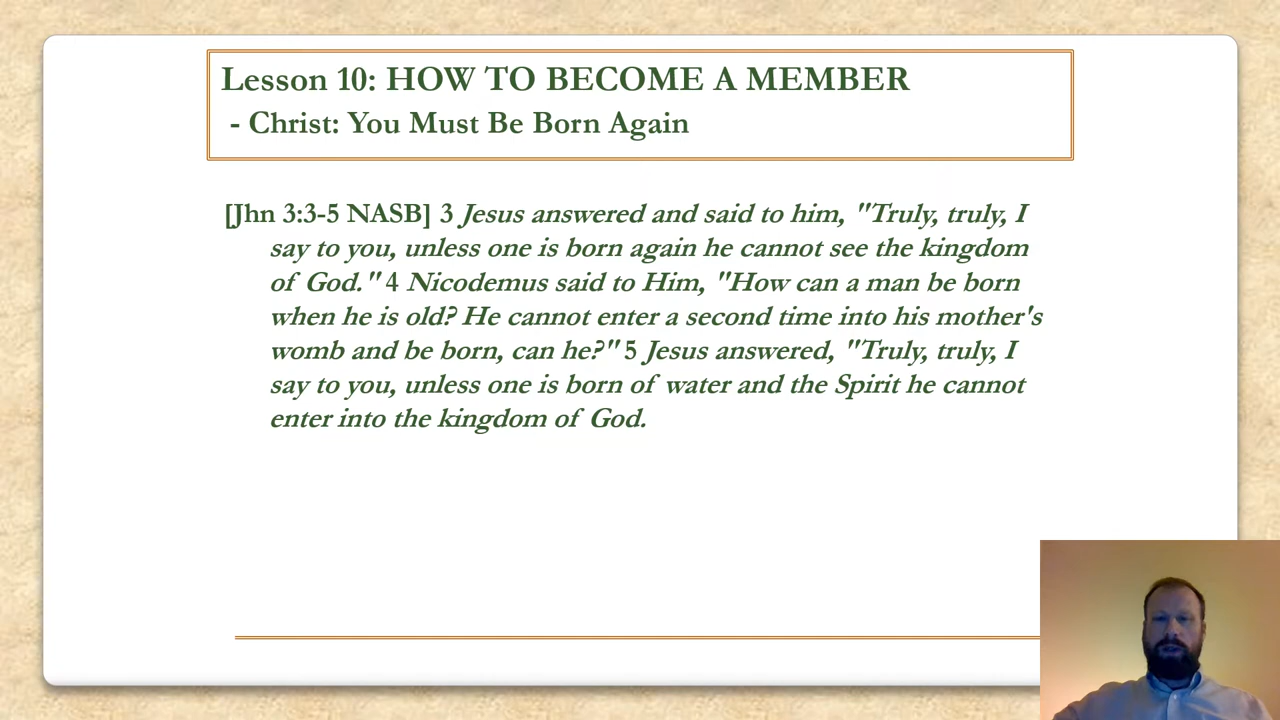 Lesson 10: HOW TO BECOME A MEMBER
- Christ: You Must Be Born Again
[Jhn 3:3-5 NASB] 3 Jesus answered and said to him, "Truly, truly, I
say to you, unless one is born again he cannot see the kingdom
of God." 4 Nicodemus said to Him, "How can a man be born
when he is old? He cannot enter a second time into his mother's
womb and be born, can he?" 5 Jesus answered, "Truly, truly, I
say to you, unless one is born of water and the Spirit he cannot
enter into the kingdom of God.